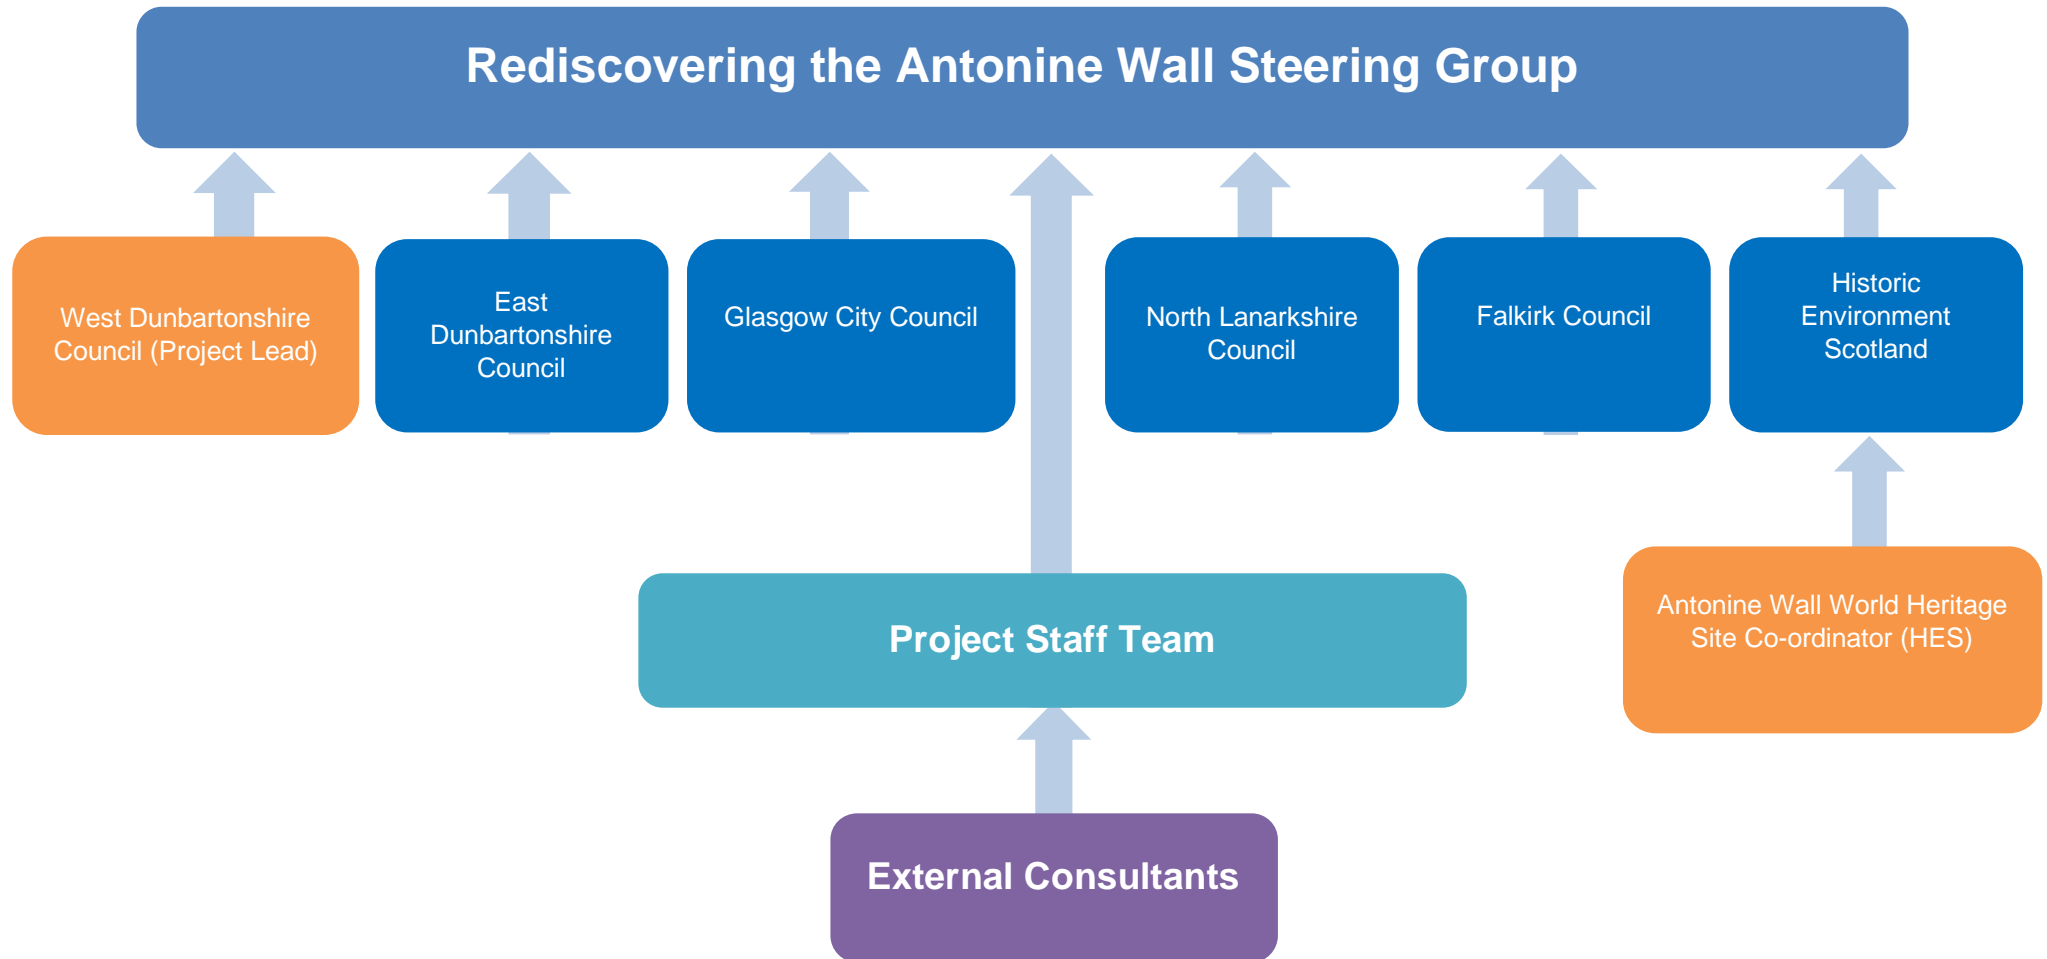 Rediscovering the Antonine Wall Steering Group
West Dunbartonshire
Council (Project Lead)
East
Dunbartonshire
Council
Glasgow City Council
North Lanarkshire
Council
Falkirk Council
Historic
Environment
Scotland
Project Staff Team
Antonine Wall World Heritage
Site Co-ordinator (HES)
External Consultants